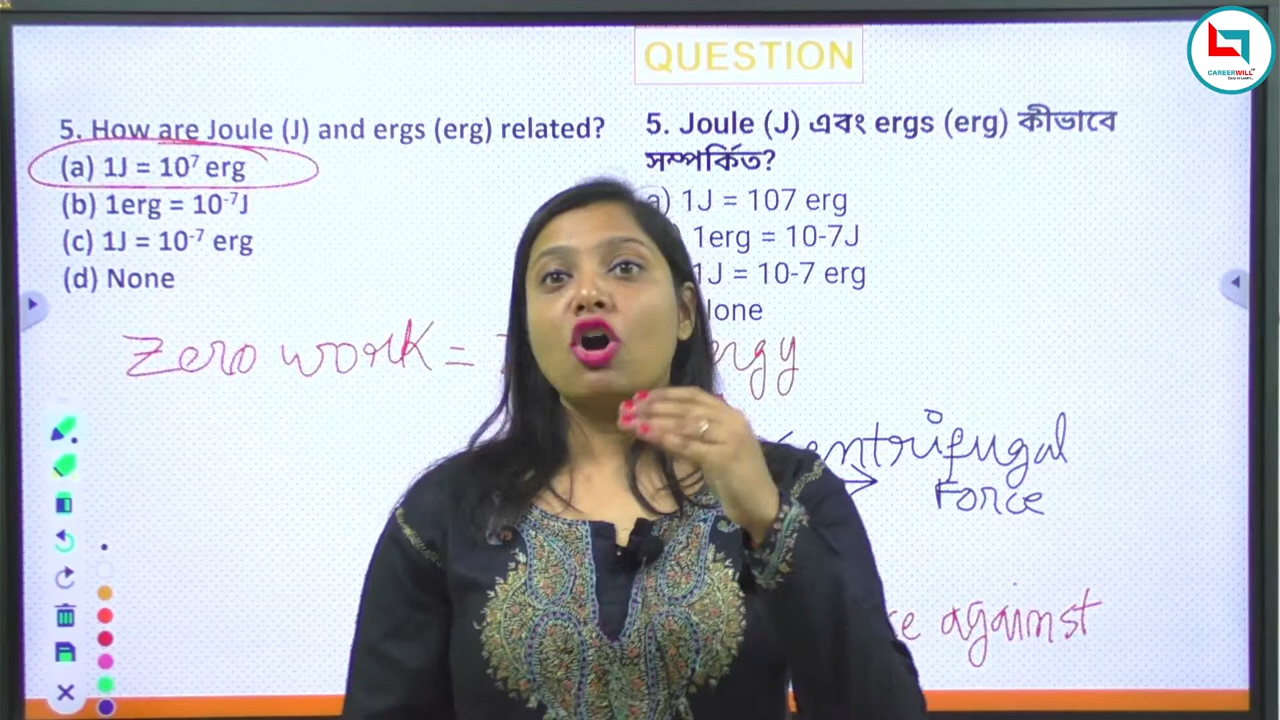 QUESTION
CAREERWILL
5. How are Joule (J) and ergs (erg) related?
(a) 1J = 10⁷ erg
(b) 1erg = 10⁻⁷J
(c) 1J = 10⁻⁷ erg
(d) None
5. Joule (J) এবং ergs (erg) কীভাবে
সম্পর্কিত?
a) 1J = 107 erg
1erg = 10-7J
1J = 10-7 erg
Zero work =
centrifugal
Force
against